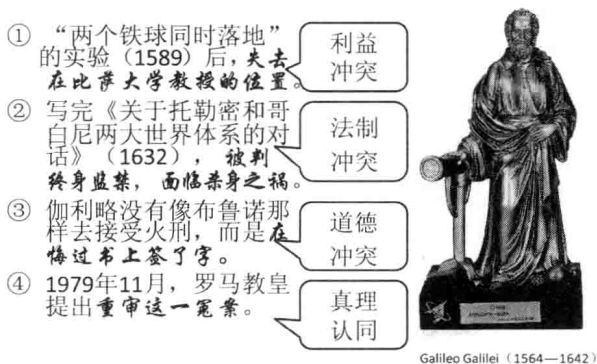 ① “两个铁球同时落地”
的实验（1589）后，失去
在比萨大学教授的位置。
利益
冲突
② 写完《关于托勒密和哥
白尼两大世界体系的对
话》（1632），被判
终身监禁，面临杀身之祸。
法制
冲突
③ 伽利略没有像布鲁诺那
样去接受火刑，而是在
悔过书上签了字。
道德
冲突
④ 1979年11月，罗马教皇
提出重审这一冤案。
真理
认同
Galileo Galilei（1564—1642）